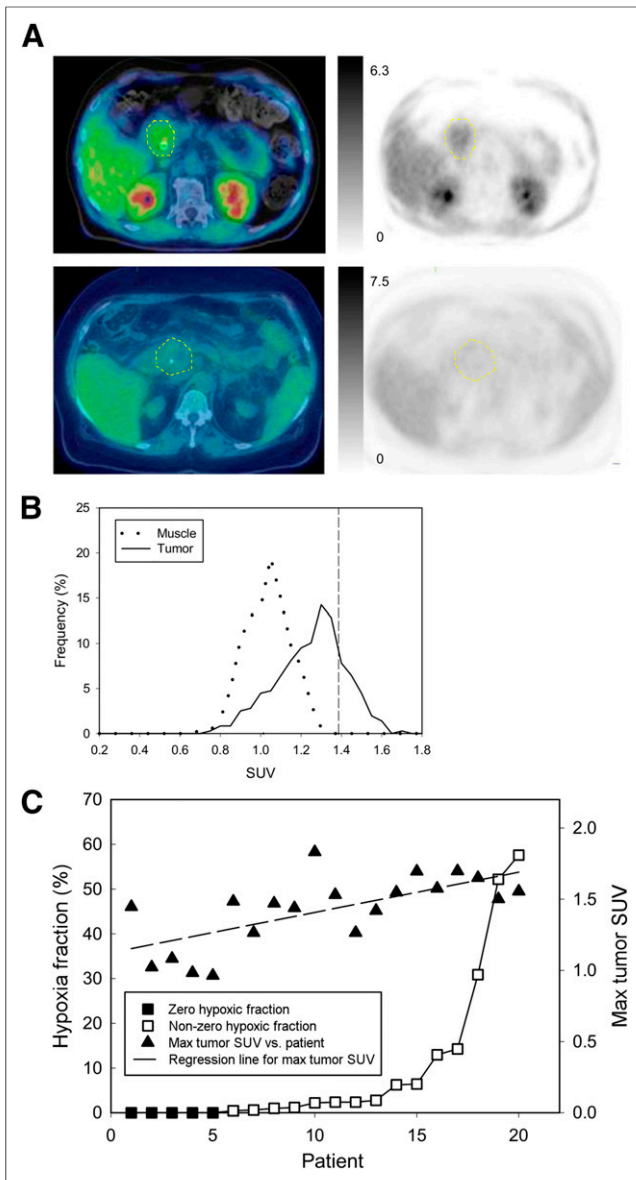 A
6.3
0
7.5
0
B
25
20
15
10
5
0
Frequency (%)
Muscle
Tumor
0.2 0.4 0.6 0.8 1.0 1.2 1.4 1.6 1.8
SUV
C
70
60
50
40
30
20
10
0
Hypoxia fraction (%)
Zero hypoxic fraction
Non-zero hypoxic fraction
Max tumor SUV vs. patient
Regression line for max tumor SUV
2.0
1.5
1.0
0.5
0.0
Max tumor SUV
0 5 10 15 20
Patient